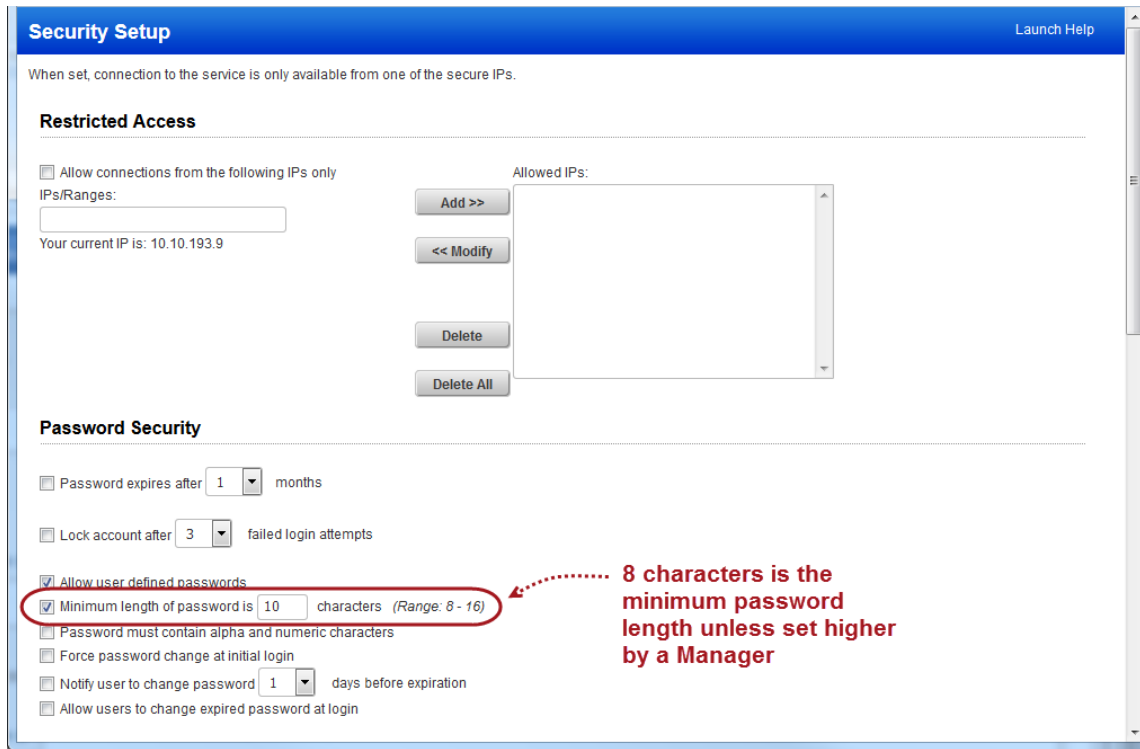 Security Setup
Launch Help
When set, connection to the service is only available from one of the secure IPs.
Restricted Access
Allow connections from the following IPs only
Allowed IPs:
IPs/Ranges:
Add >>
Your current IP is: 10.10.193.9
<< Modify
Delete
Delete All
Password Security
Password expires after 1 months
Lock account after 3 failed login attempts
Allow user defined passwords
Minimum length of password is 10 characters (Range: 8 - 16)
Password must contain alpha and numeric characters
Force password change at initial login
Notify user to change password 1 days before expiration
Allow users to change expired password at login
8 characters is the
minimum password
length unless set higher
by a Manager